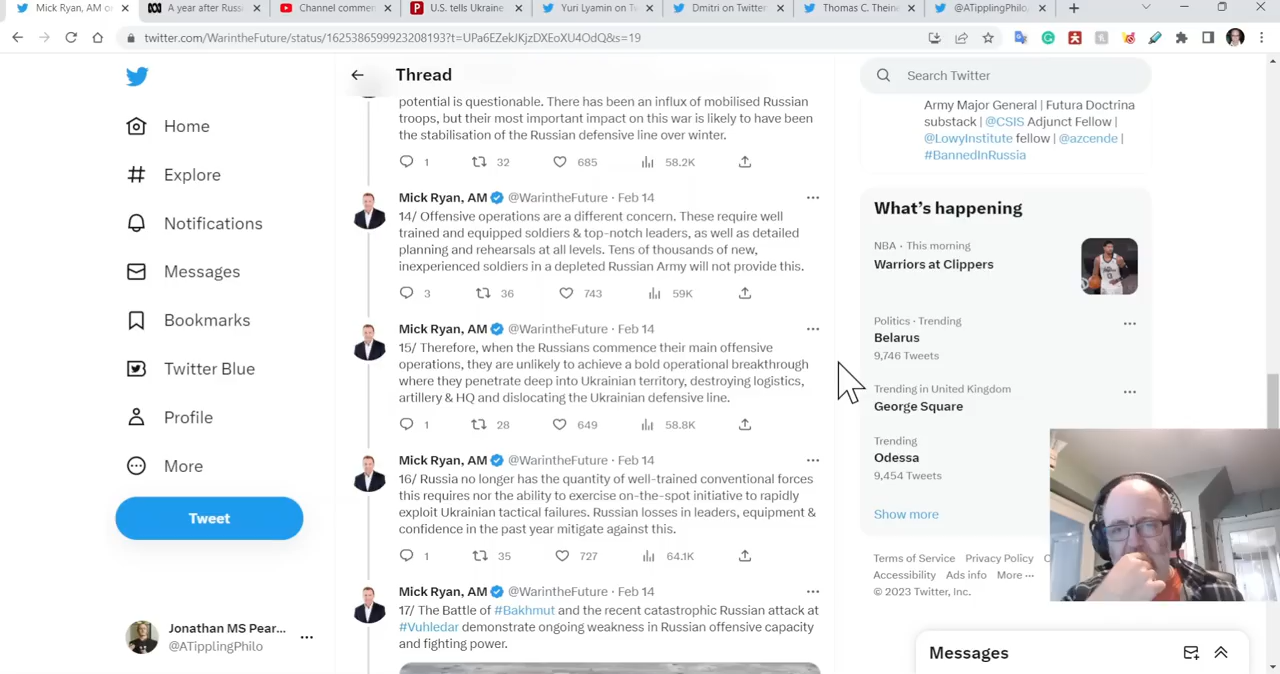 Mick Ryan, AM o
A year after Russi
Channel commen
U.S. tells Ukraine
Yuri Lyamin on T
Dmitri on Twitter
Thomas C. Theine
@ATipplingPhilo
twitter.com/WarintheFuture/status/1625386599923208193?t=UPa6EZekJKjzDXEoXU4OdQ&s=19
Home
Explore
Notifications
Messages
Bookmarks
Twitter Blue
Profile
More
Tweet
Jonathan MS Pear...
@ATipplingPhilo
Thread
potential is questionable. There has been an influx of mobilised Russian
troops, but their most important impact on this war is likely to have been
the stabilisation of the Russian defensive line over winter.
1 32 685 58.2K
Mick Ryan, AM @WarintheFuture · Feb 14
14/ Offensive operations are a different concern. These require well
trained and equipped soldiers & top-notch leaders, as well as detailed
planning and rehearsals at all levels. Tens of thousands of new,
inexperienced soldiers in a depleted Russian Army will not provide this.
3 36 743 59K
Mick Ryan, AM @WarintheFuture · Feb 14
15/ Therefore, when the Russians commence their main offensive
operations, they are unlikely to achieve a bold operational breakthrough
where they penetrate deep into Ukrainian territory, destroying logistics,
artillery & HQ and dislocating the Ukrainian defensive line.
1 28 649 58.8K
Mick Ryan, AM @WarintheFuture · Feb 14
16/ Russia no longer has the quantity of well-trained conventional forces
this requires nor the ability to exercise on-the-spot initiative to rapidly
exploit Ukrainian tactical failures. Russian losses in leaders, equipment &
confidence in the past year mitigate against this.
1 35 727 64.1K
Mick Ryan, AM @WarintheFuture · Feb 14
17/ The Battle of #Bakhmut and the recent catastrophic Russian attack at
#Vuhledar demonstrate ongoing weakness in Russian offensive capacity
and fighting power.
Search Twitter
Army Major General | Futura Doctrina
substack | @CSIS Adjunct Fellow |
@LowyInstitute fellow | @azcende |
#BannedInRussia
What's happening
NBA · This morning
Warriors at Clippers
Politics · Trending
Belarus
9,746 Tweets
Trending in United Kingdom
George Square
Trending
Odessa
9,454 Tweets
Show more
Terms of Service Privacy Policy C
Accessibility Ads info More ...
© 2023 Twitter, Inc.
Messages